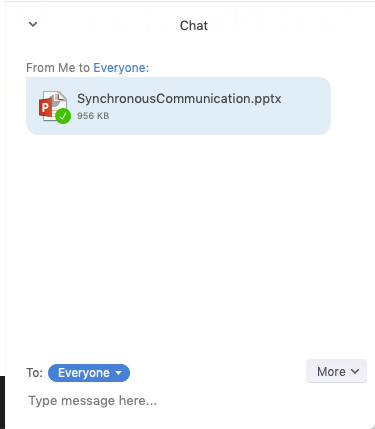 Chat
From Me to Everyone:
P
SynchronousCommunication.pptx
956 KB
To: Everyone
More
Type message here...